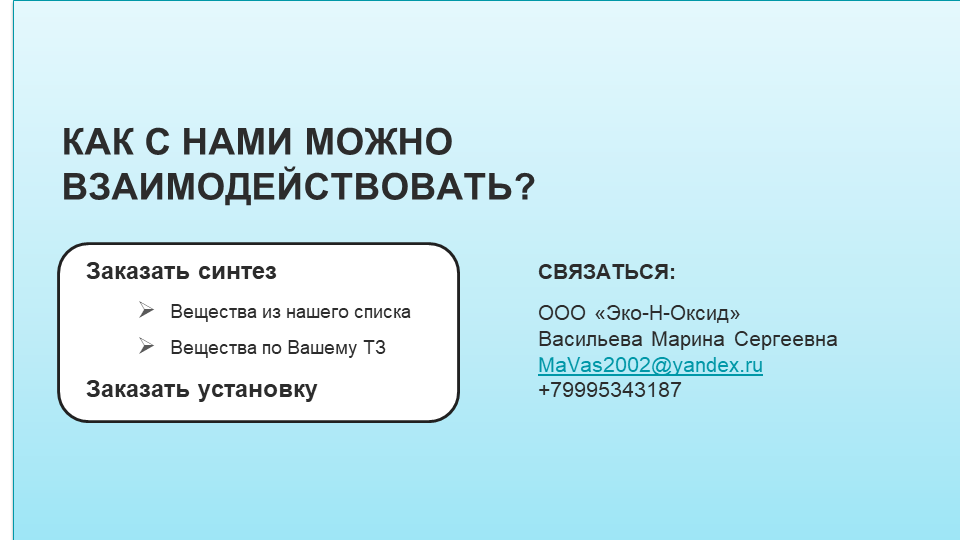 КАК С НАМИ МОЖНО
ВЗАИМОДЕЙСТВОВАТЬ?
Заказать синтез
Вещества из нашего списка
Вещества по Вашему ТЗ
Заказать установку
СВЯЗАТЬСЯ:
ООО «Эко-Н-Оксид»
Васильева Марина Сергеевна
MaVas2002@yandex.ru
+79995343187